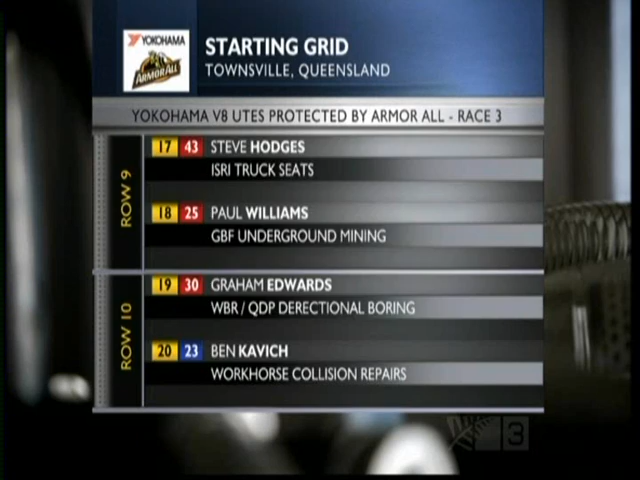 YOKOHAMA
ARMORALL
STARTING GRID
TOWNSVILLE, QUEENSLAND
YOKOHAMA V8 UTES PROTECTED BY ARMOR ALL - RACE 3
ROW 9
17 43 STEVE HODGES
ISRI TRUCK SEATS
18 25 PAUL WILLIAMS
GBF UNDERGROUND MINING
ROW 10
19 30 GRAHAM EDWARDS
WBR / QDP DERECTIONAL BORING
20 23 BEN KAVICH
WORKHORSE COLLISION REPAIRS
3